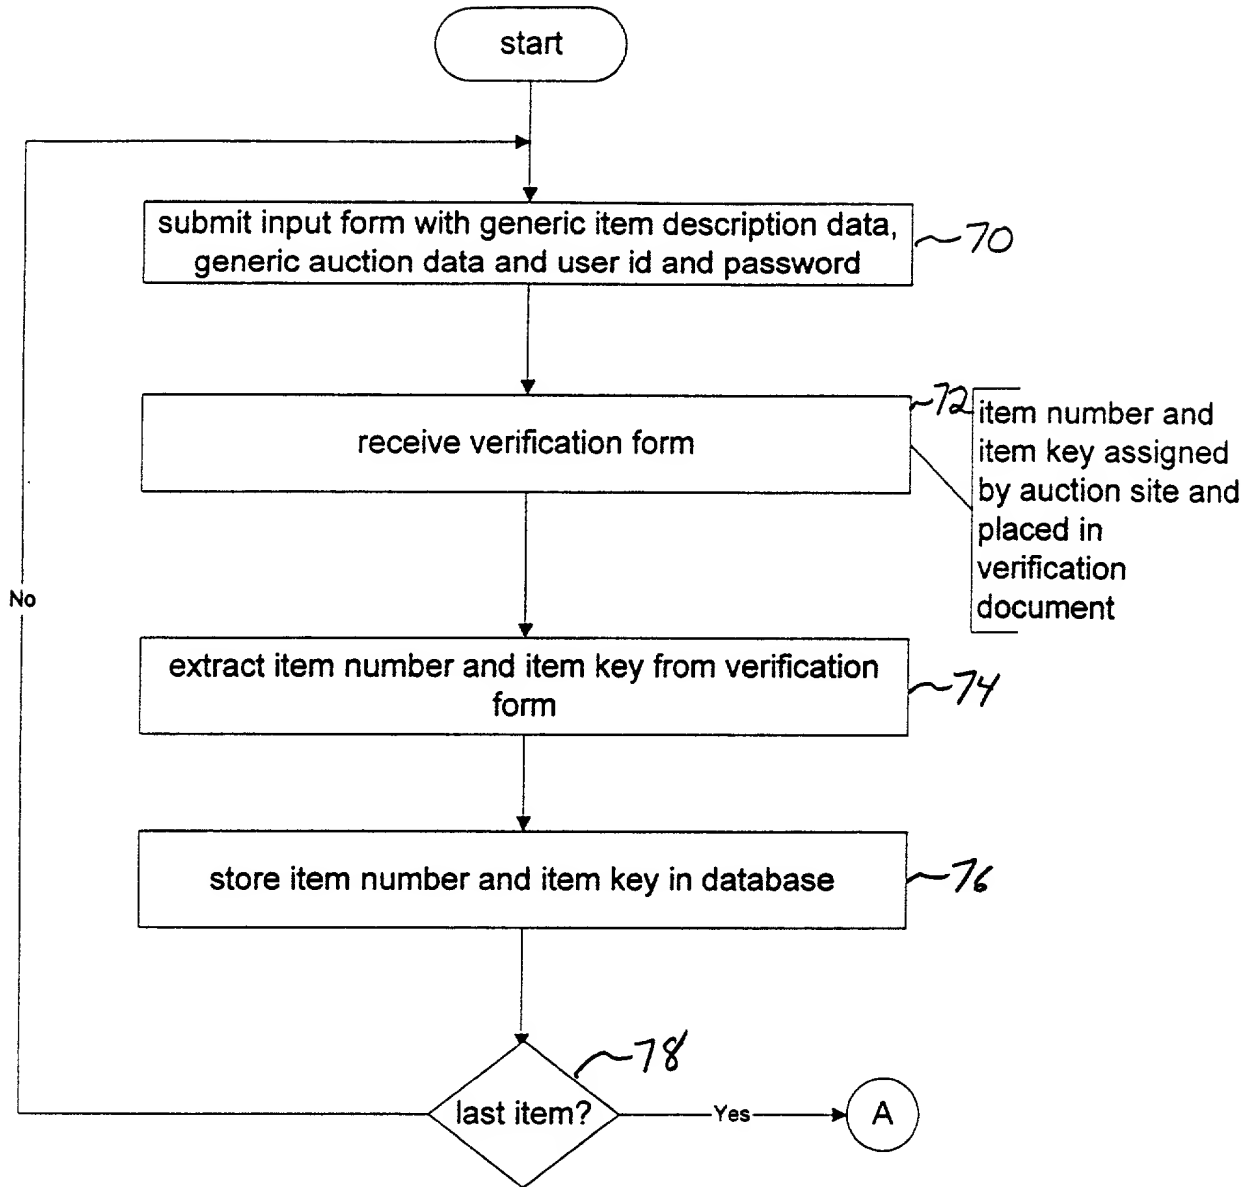 start
submit input form with generic item description data,
generic auction data and user id and password
70
receive verification form
72
item number and
item key assigned
by auction site and
placed in
verification
document
No
extract item number and item key from verification
form
74
store item number and item key in database
76
78
last item?
Yes
A